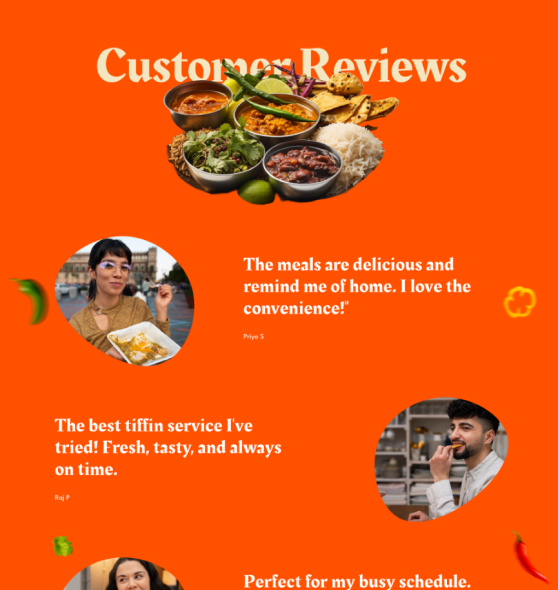 Customer Reviews
The meals are delicious and
remind me of home. I love the
convenience!"
Priya S
The best tiffin service I've
tried! Fresh, tasty, and always
on time.
Raj P
Perfect for my busy schedule.